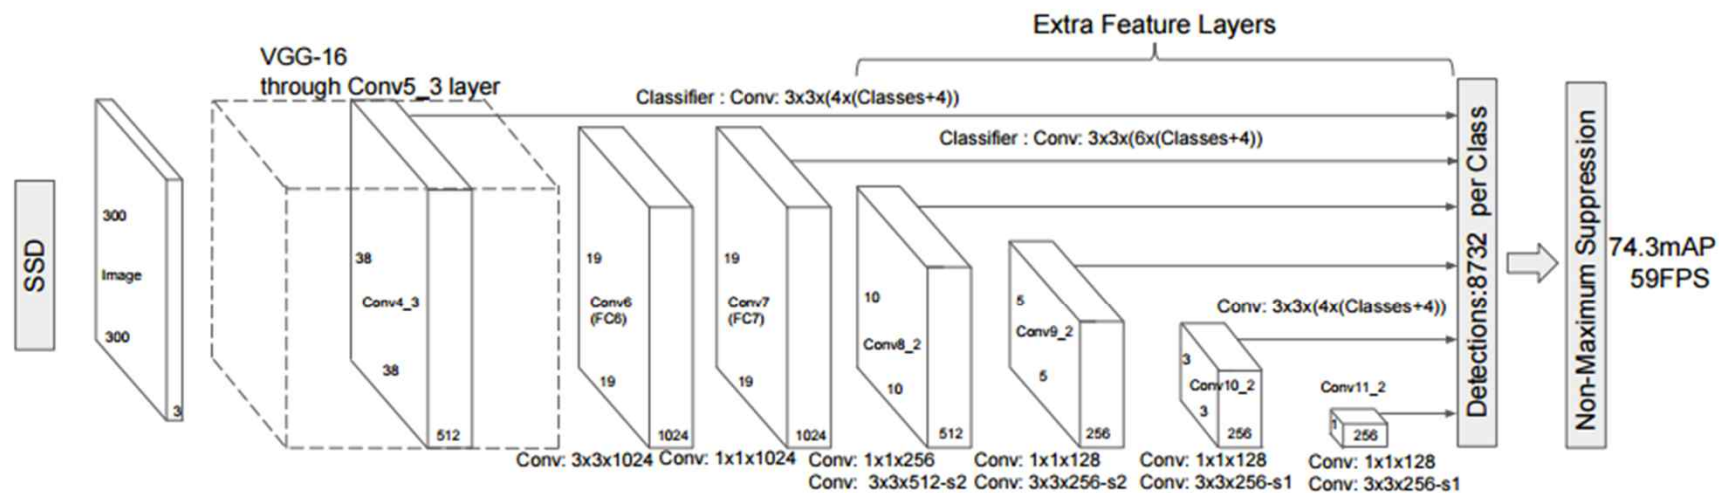 Extra Feature Layers
VGG-16
through Conv5_3 layer
Classifier : Conv: 3x3x(4x(Classes+4))
Classifier : Conv: 3x3x(6x(Classes+4))
SSD
300
Image
300
3
38
Conv4_3
38
512
19
Conv6
(FC6)
19
1024
19
Conv7
(FC7)
19
1024
10
Conv8_2
10
512
5
Conv9_2
5
256
Conv: 3x3x(4x(Classes+4))
3
Conv10_2
3
256
Conv11_2
1
256
Detections:8732 per Class
Non-Maximum Suppression
74.3mAP
59FPS
Conv: 3x3x1024
Conv: 1x1x1024
Conv: 1x1x256
Conv: 3x3x512-s2
Conv: 1x1x128
Conv: 3x3x256-s2
Conv: 1x1x128
Conv: 3x3x256-s1
Conv: 1x1x128
Conv: 3x3x256-s1